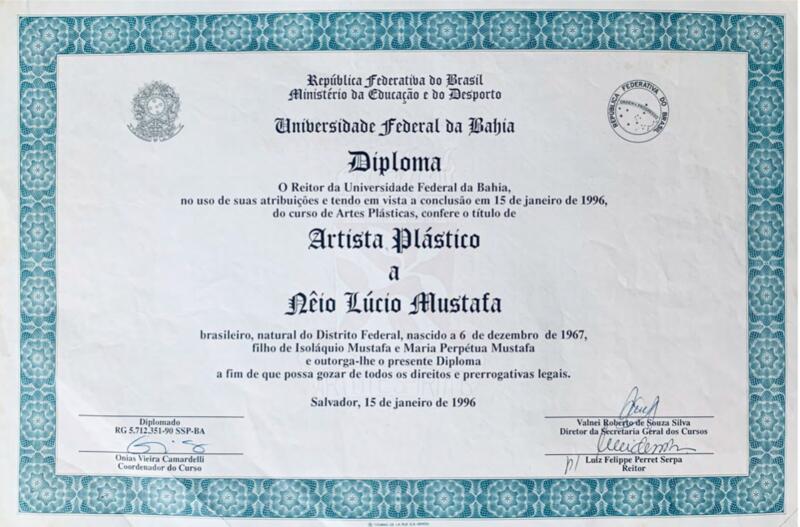 República Federativa do Brasil
Ministério da Educação e do Desporto
REPÚBLICA FEDERATIVA DO BRASIL
ORDEM E PROGRESSO
Universidade Federal da Bahia
Diploma
O Reitor da Universidade Federal da Bahia,
no uso de suas atribuições e tendo em vista a conclusão em 15 de janeiro de 1996,
do curso de Artes Plásticas, confere o título de
Artista Plástico
a
Nêio Lúcio Mustafa
brasileiro, natural do Distrito Federal, nascido a 6 de dezembro de 1967,
filho de Isoláquio Mustafa e Maria Perpétua Mustafa
e outorga-lhe o presente Diploma
a fim de que possa gozar de todos os direitos e prerrogativas legais.
Salvador, 15 de janeiro de 1996
Diplomado
RG 5.712.351-90 SSP-BA
Onias Vieira Camardelli
Coordenador do Curso
Valnei Roberto de Souza Silva
Diretor da Secretaria Geral dos Cursos
p/ Luiz Felippe Perret Serpa
Reitor